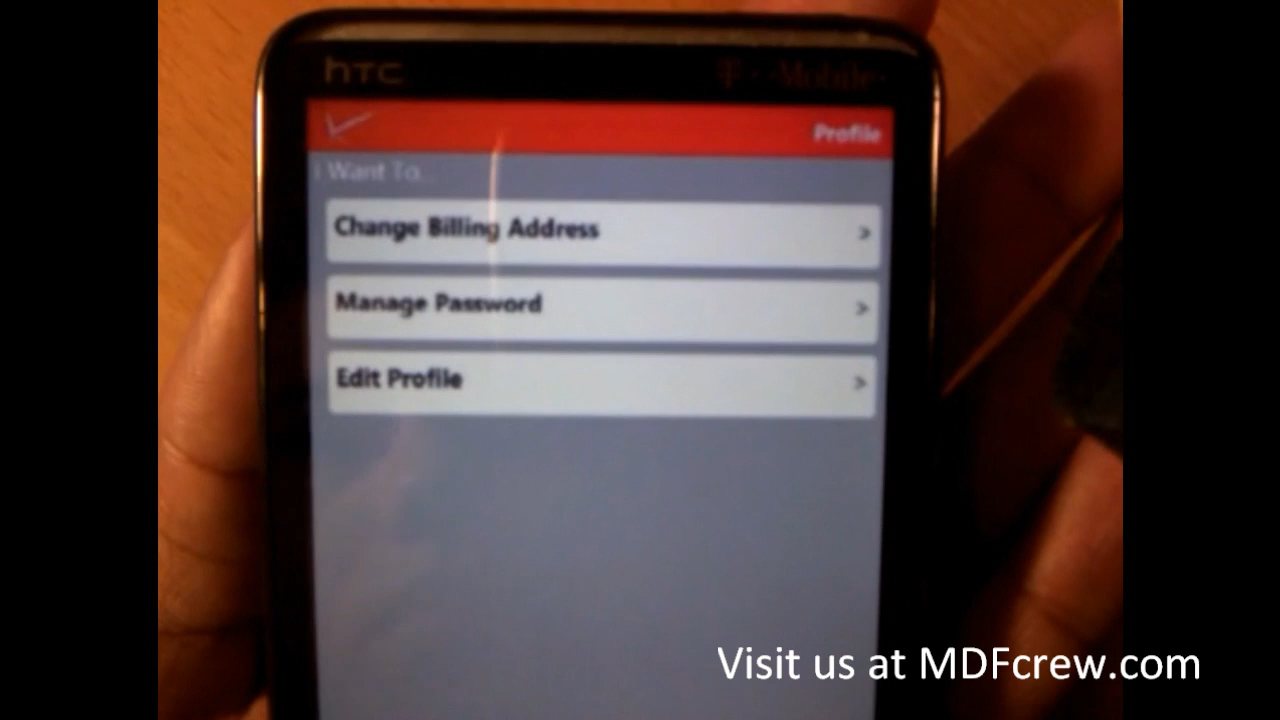 hTC T··Mobile·
Profile
I Want To...
Change Billing Address >
Manage Password >
Edit Profile >
Visit us at MDFcrew.com